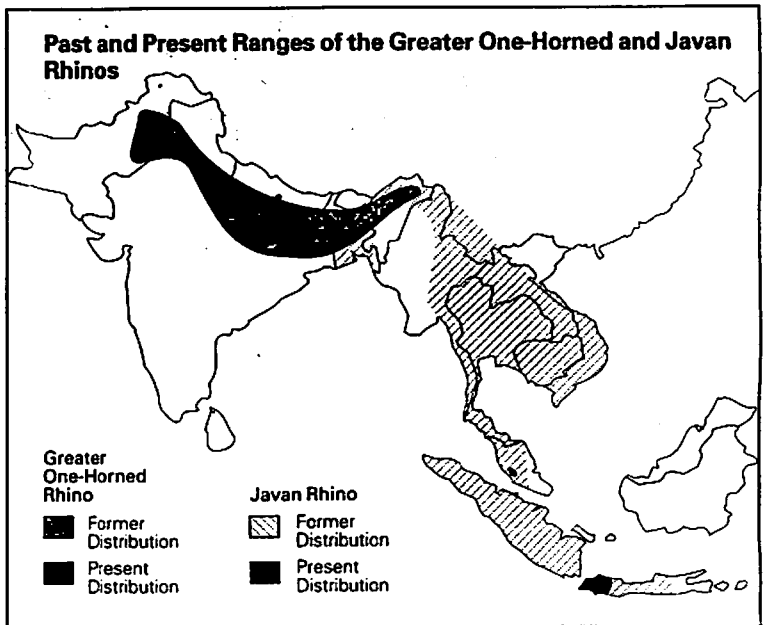 Past and Present Ranges of the Greater One-Horned and Javan
Rhinos
Greater
One-Horned
Rhino
Former
Distribution
Present
Distribution
Javan Rhino
Former
Distribution
Present
Distribution